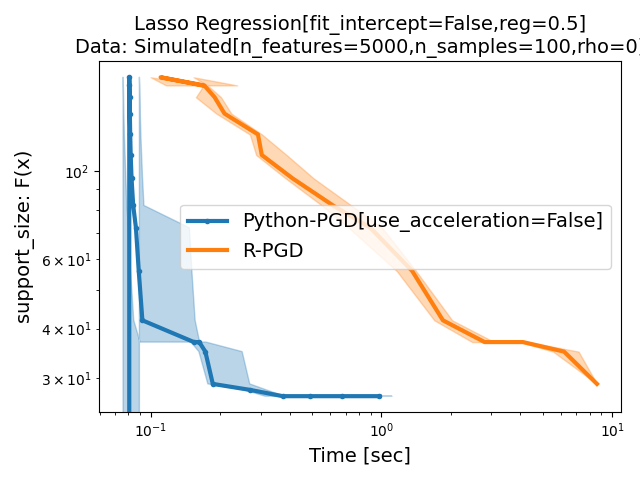 Lasso Regression[fit_intercept=False,reg=0.5]
Data: Simulated[n_features=5000,n_samples=100,rho=0]
support_size: F(x)
10²
6 × 10¹
4 × 10¹
3 × 10¹
Python-PGD[use_acceleration=False]
R-PGD
10⁻¹
10⁰
10¹
Time [sec]